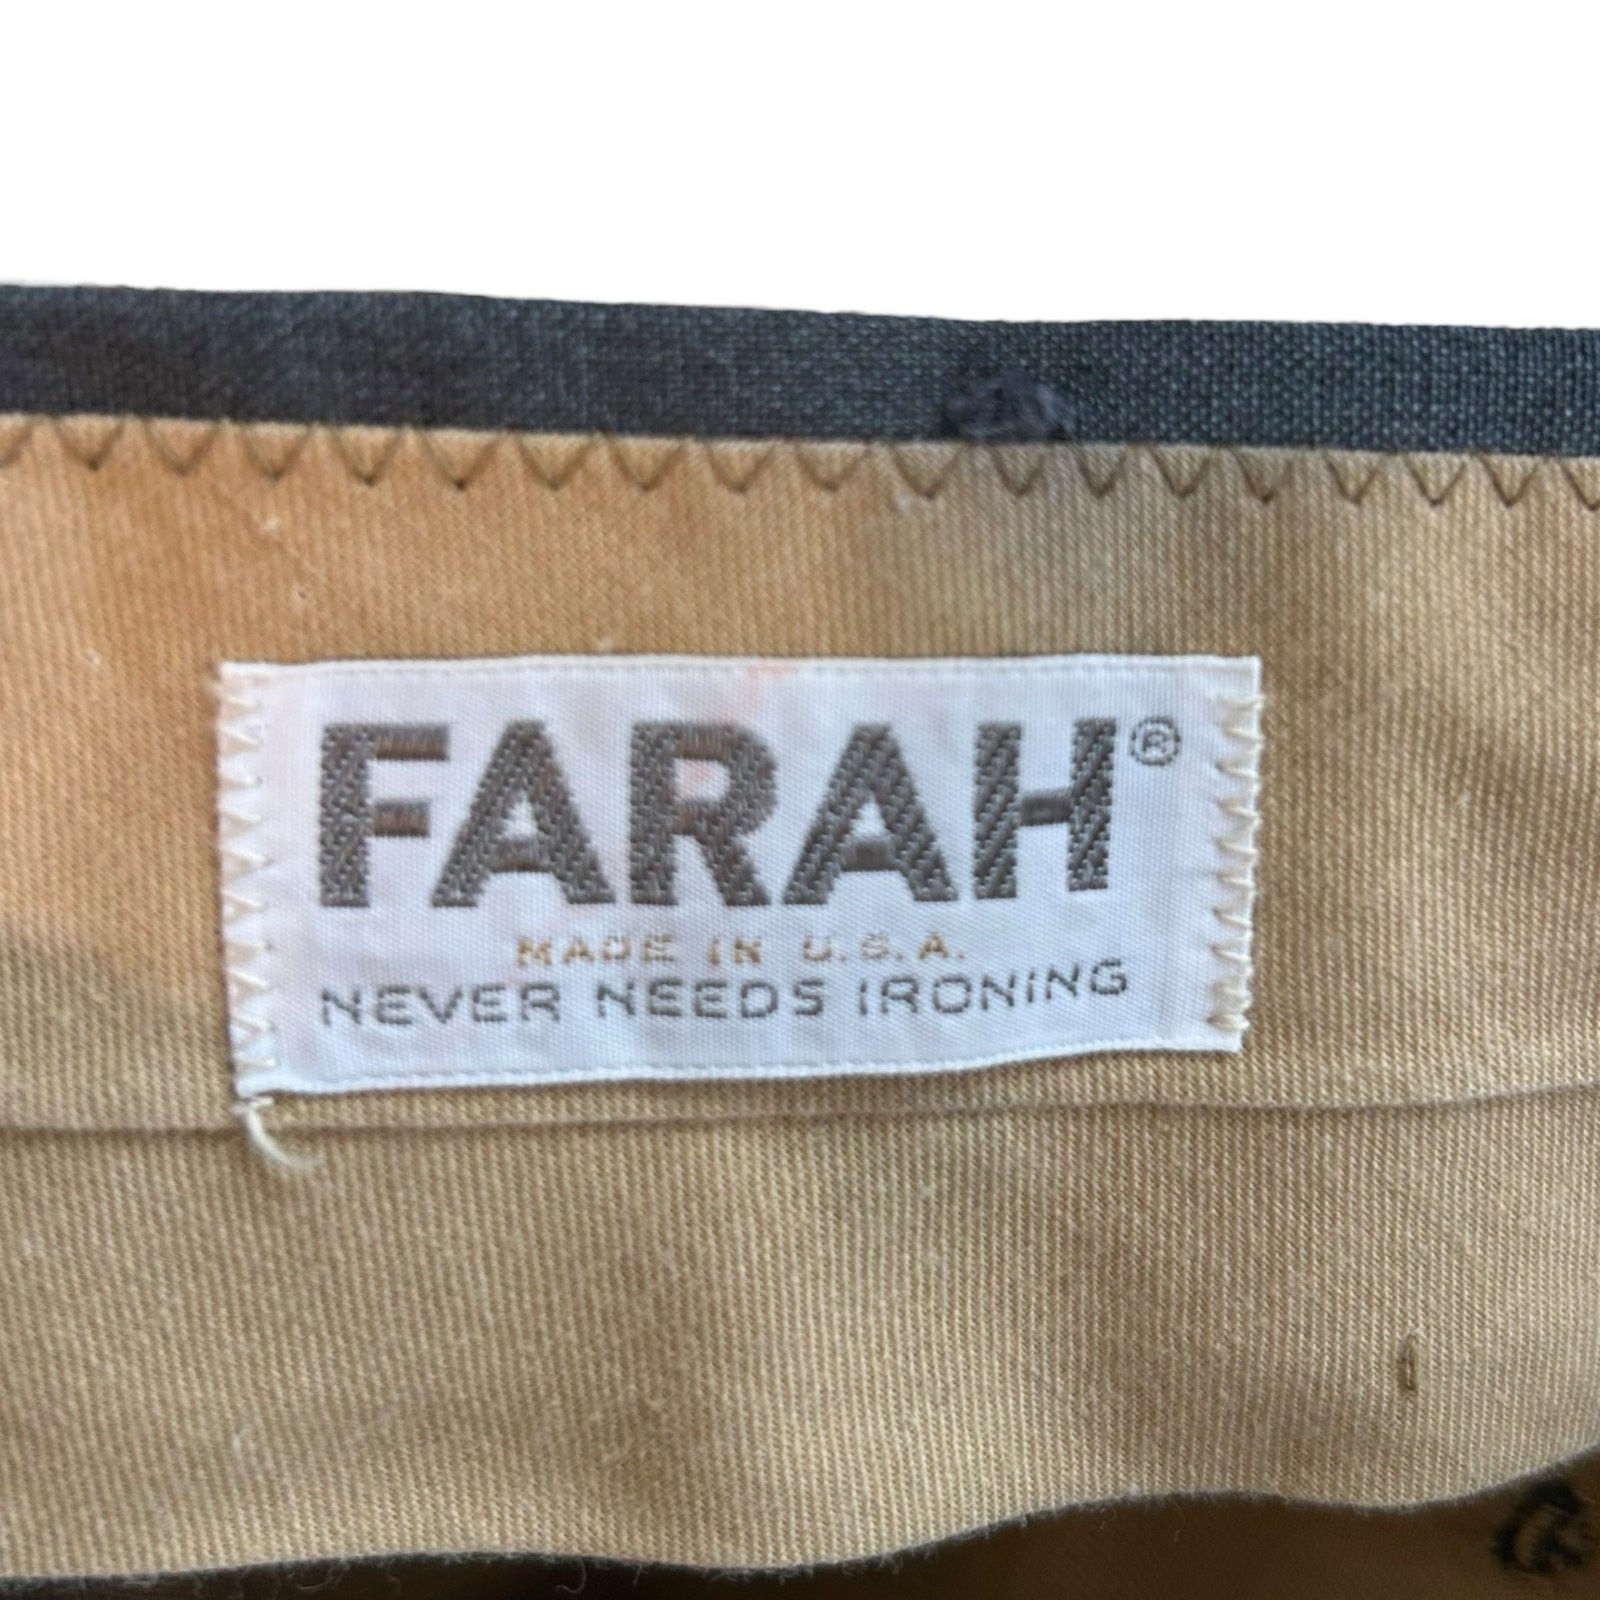 FARAH®
MADE IN U.S.A.
NEVER NEEDS IRONING